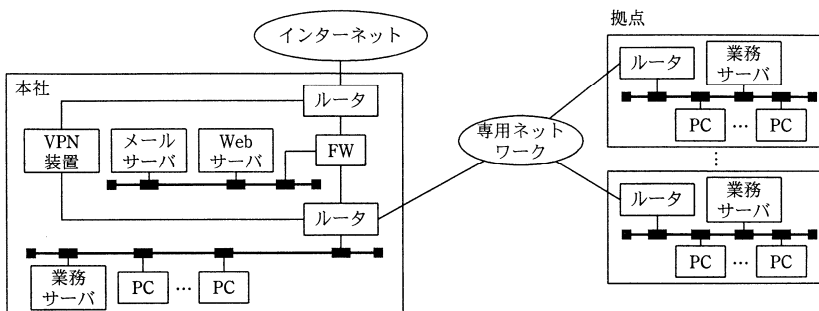 インターネット
本社
ルータ
VPN
装置
メール
サーバ
Web
サーバ
FW
ルータ
業務
サーバ
PC
…
PC
専用ネット
ワーク
拠点
ルータ
業務
サーバ
PC
…
PC
⋮
ルータ
業務
サーバ
PC
…
PC